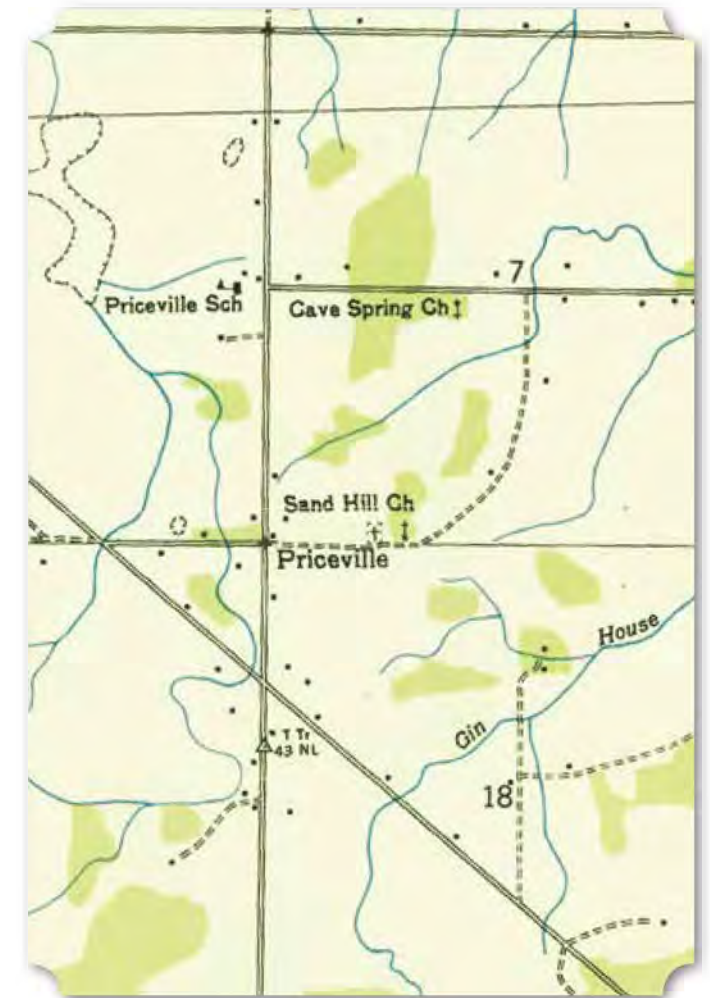 7
Priceville Sch
Cave Spring Ch
Sand Hill Ch
Priceville
House
Gin
T Tr
43 NL
18